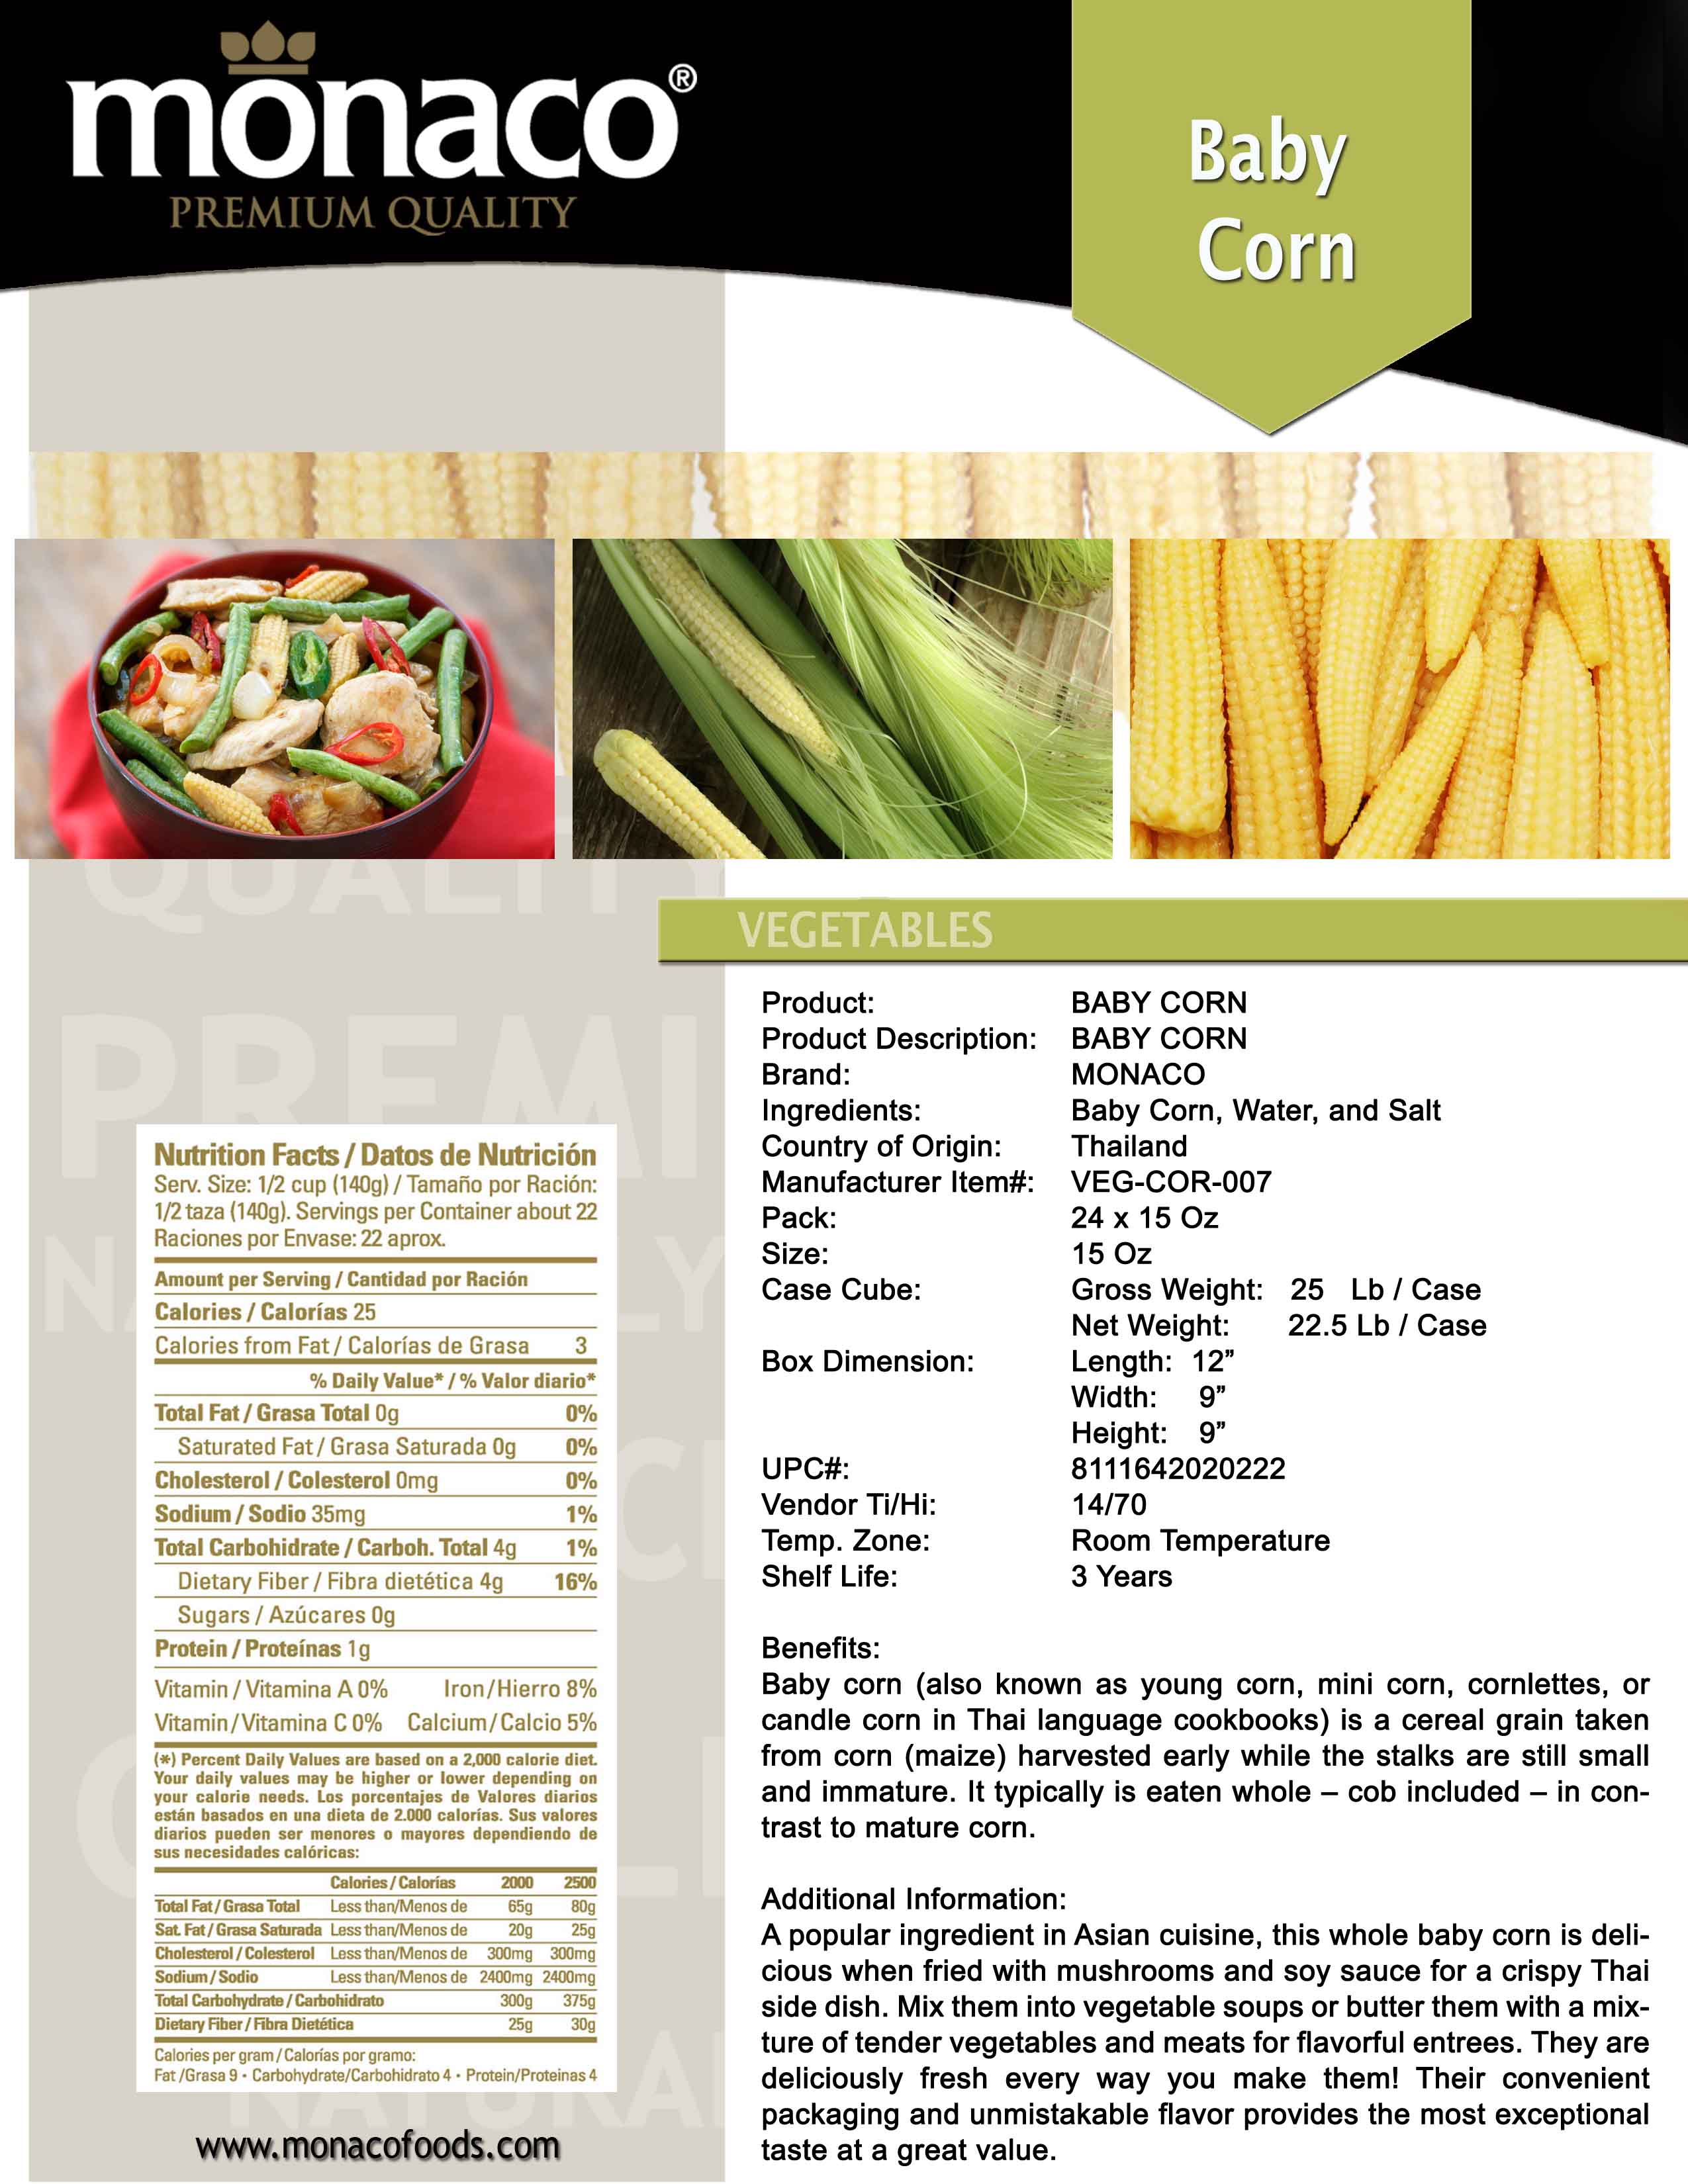 monaco®
PREMIUM QUALITY
Baby
Corn
QUALITY
VEGETABLES
Product: BABY CORN
Product Description: BABY CORN
Brand: MONACO
Ingredients: Baby Corn, Water, and Salt
Country of Origin: Thailand
Manufacturer Item#: VEG-COR-007
Pack: 24 x 15 Oz
Size: 15 Oz
Case Cube: Gross Weight: 25 Lb / Case
Net Weight: 22.5 Lb / Case
Box Dimension: Length: 12”
Width: 9”
Height: 9”
UPC#: 8111642020222
Vendor Ti/Hi: 14/70
Temp. Zone: Room Temperature
Shelf Life: 3 Years
Benefits:
Baby corn (also known as young corn, mini corn, cornlettes, or
candle corn in Thai language cookbooks) is a cereal grain taken
from corn (maize) harvested early while the stalks are still small
and immature. It typically is eaten whole – cob included – in con-
trast to mature corn.
Additional Information:
A popular ingredient in Asian cuisine, this whole baby corn is deli-
cious when fried with mushrooms and soy sauce for a crispy Thai
side dish. Mix them into vegetable soups or butter them with a mix-
ture of tender vegetables and meats for flavorful entrees. They are
deliciously fresh every way you make them! Their convenient
packaging and unmistakable flavor provides the most exceptional
taste at a great value.
PREMI
Nutrition Facts / Datos de Nutrición
Serv. Size: 1/2 cup (140g) / Tamaño por Ración:
1/2 taza (140g). Servings per Container about 22
Raciones por Envase: 22 aprox.
Amount per Serving / Cantidad por Ración
Calories / Calorías 25
Calories from Fat / Calorías de Grasa 3
% Daily Value* / % Valor diario*
Total Fat / Grasa Total 0g 0%
Saturated Fat / Grasa Saturada 0g 0%
Cholesterol / Colesterol 0mg 0%
Sodium / Sodio 35mg 1%
Total Carbohidrate / Carboh. Total 4g 1%
Dietary Fiber / Fibra dietética 4g 16%
Sugars / Azúcares 0g
Protein / Proteínas 1g
Vitamin / Vitamina A 0% Iron/Hierro 8%
Vitamin/Vitamina C 0% Calcium/Calcio 5%
(*) Percent Daily Values are based on a 2,000 calorie diet.
Your daily values may be higher or lower depending on
your calorie needs. Los porcentajes de Valores diarios
están basados en una dieta de 2.000 calorías. Sus valores
diarios pueden ser menores o mayores dependiendo de
sus necesidades calóricas:
Calories / Calorías 2000 2500
Total Fat / Grasa Total Less than/Menos de 65g 80g
Sat. Fat / Grasa Saturada Less than/Menos de 20g 25g
Cholesterol / Colesterol Less than/Menos de 300mg 300mg
Sodium / Sodio Less than/Menos de 2400mg 2400mg
Total Carbohydrate / Carbohidrato 300g 375g
Dietary Fiber / Fibra Dietética 25g 30g
Calories per gram / Calorías por gramo:
Fat /Grasa 9 • Carbohydrate/Carbohidrato 4 • Protein/Proteinas 4
www.monacofoods.com